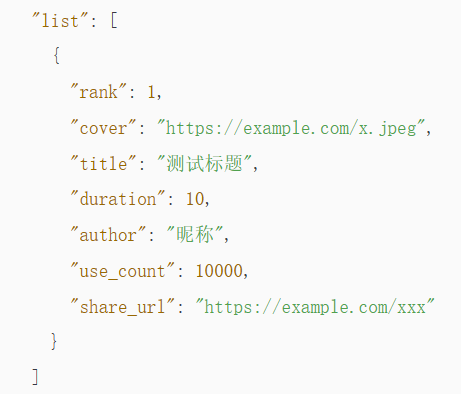 "list": [
{
"rank": 1,
"cover": "https://example.com/x.jpeg",
"title": "测试标题",
"duration": 10,
"author": "昵称",
"use_count": 10000,
"share_url": "https://example.com/xxx"
}
]